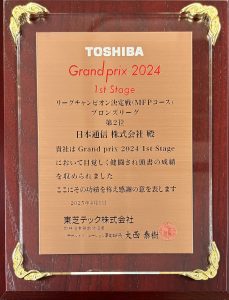 TOSHIBA
Grand prix 2024
1st Stage
リーグチャンピオン決定戦(MFPコース)
ブロンズリーグ
第2位
日本通信 株式会社 殿
貴社は Grand prix 2024 1st Stage
において目覚しく健闘され頭書の成績
を収められました
ここにその功績を称え感謝の意を表します
東芝テック株式会社
大西 泰樹